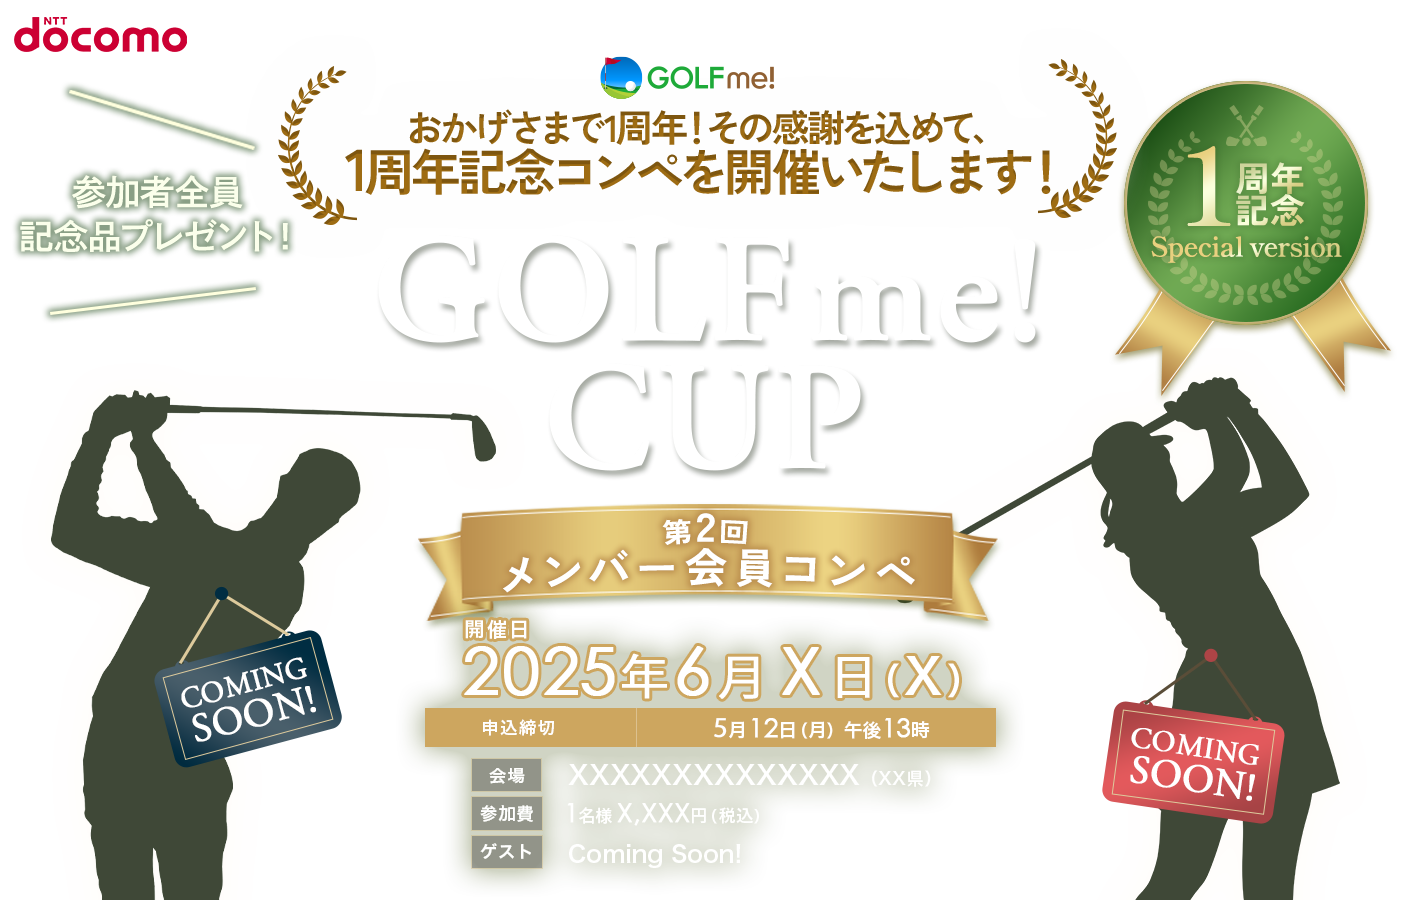 NTT
docomo
GOLFme!
おかげさまで1周年！その感謝を込めて、
1周年記念コンペを開催いたします！
参加者全員
記念品プレゼント！
1周年
記念
Special version
GOLF me!
CUP
第2回
メンバー会員コンペ
開催日
2025年6月X日(X)
申込締切 5月12日(月) 午後13時
会場 XXXXXXXXXXXXXX (XX県)
参加費 1名様 X,XXX円(税込)
ゲスト Coming Soon!
COMING
SOON!
COMING
SOON!